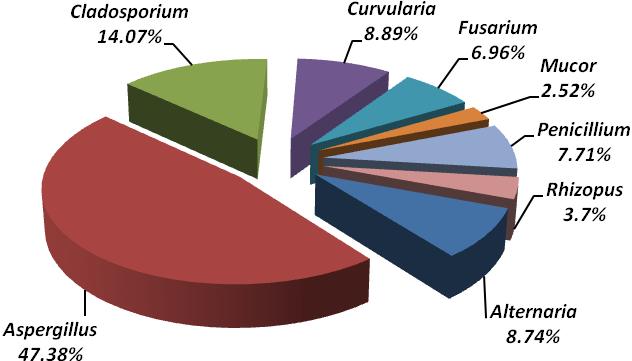 Cladosporium
14.07%
Curvularia
8.89%
Fusarium
6.96%
Mucor
2.52%
Penicillium
7.71%
Rhizopus
3.7%
Alternaria
8.74%
Aspergillus
47.38%